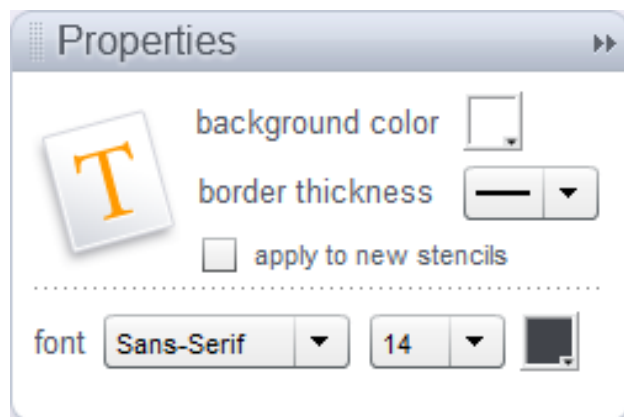 Properties
T
background color
border thickness
apply to new stencils
font Sans-Serif 14